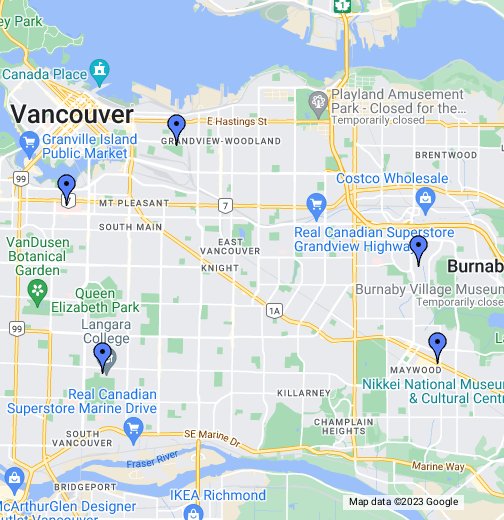 ey Park
1
Canada Place
Playland Amusement
Park - Closed for the...
Temporarily closed
Vancouver
E Hastings St
Granville Island
Public Market
GRANDVIEW-WOODLAND
BRENTWOOD
99
Costco Wholesale
MT PLEASANT
7
SOUTH MAIN
Real Canadian Superstore
Grandview Highway
VanDusen
Botanical
Garden
EAST
VANCOUVER
KNIGHT
Burnaby
Burnaby Village Museum
Temporarily close
Queen
Elizabeth Park
1A
99
Langara
College
MAYWOOD
Nikkei National Museum
& Cultural Centr
Real Canadian
Superstore Marine Drive
KILLARNEY
CHAMPLAIN
HEIGHTS
SOUTH
VANCOUVER
SE Marine Dr
Fraser River
Marine Way
BRIDGEPORT
McArthurGlen Designer
Outlet Vancouver
IKEA Richmond
Map data ©2023 Google